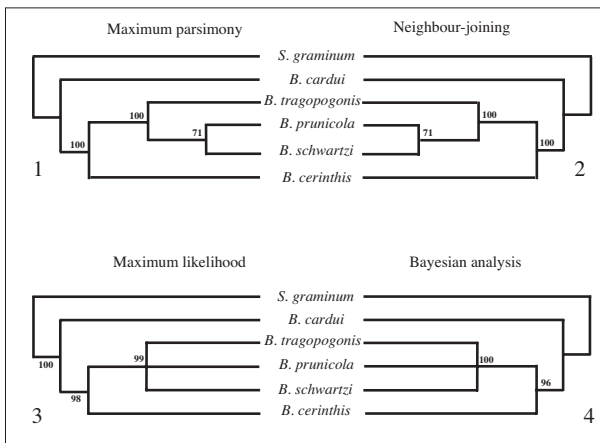 Maximum parsimony Neighbour-joining
S. graminum
B. cardui
B. tragopogonis
100 100
B. prunicola
71 71
B. schwartzi
100 100
B. cerinthis
1 2
Maximum likelihood Bayesian analysis
S. graminum
B. cardui
B. tragopogonis
99 100
100
B. prunicola
96
B. schwartzi
98
B. cerinthis
3 4